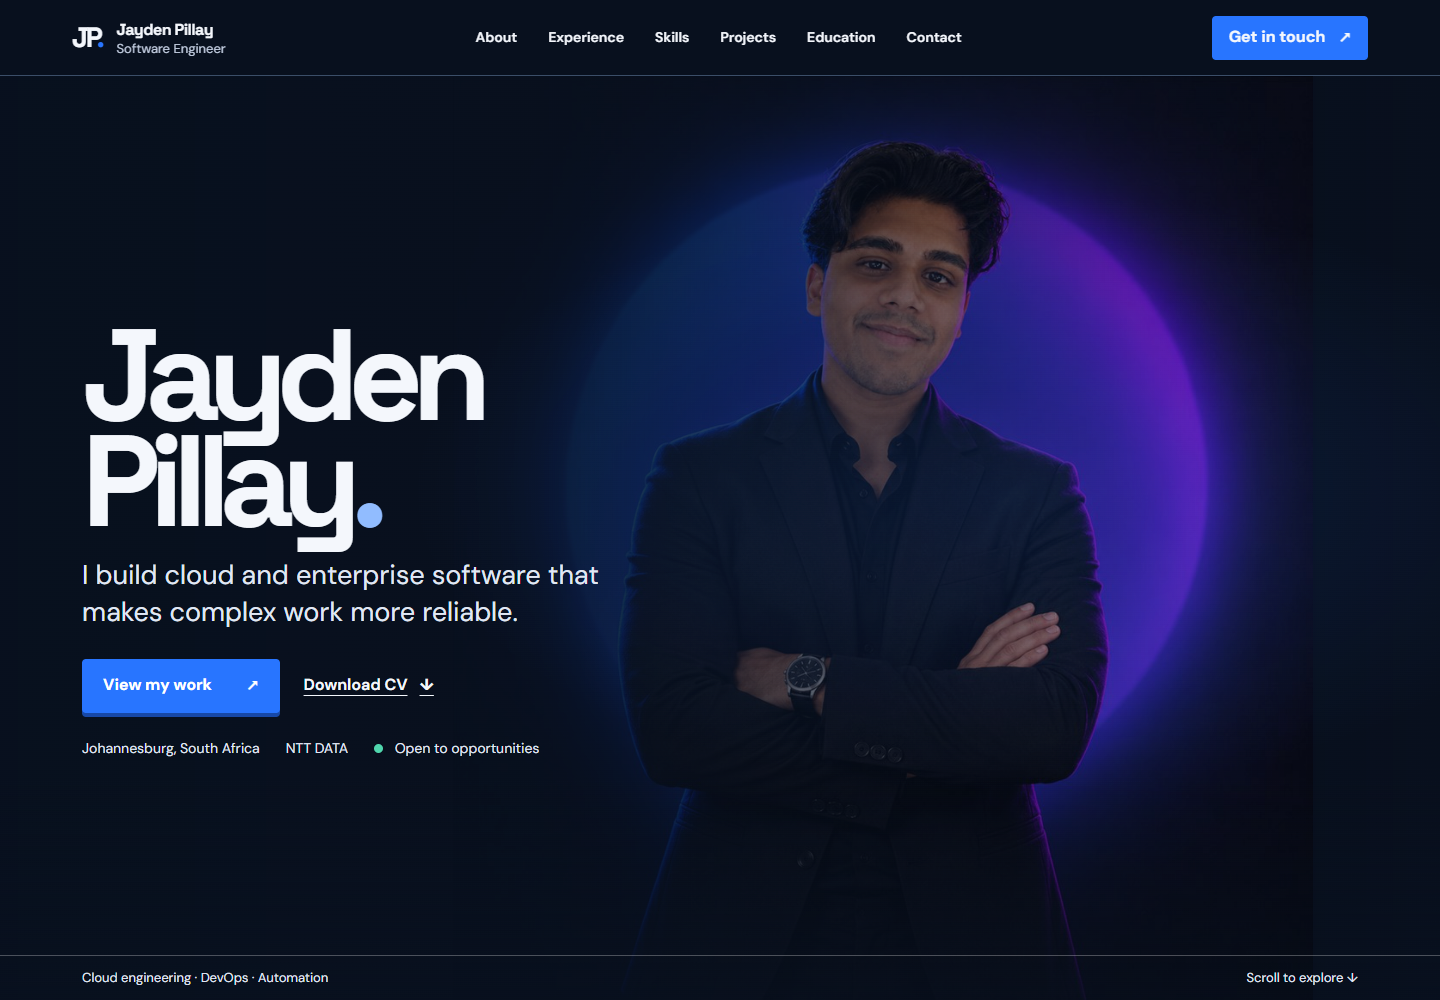 JP.
Jayden Pillay
Software Engineer
About Experience Skills Projects Education Contact
Get in touch ↗
Jayden
Pillay.
I build cloud and enterprise software that
makes complex work more reliable.
View my work ↗
Download CV ↓
Johannesburg, South Africa NTT DATA Open to opportunities
Cloud engineering · DevOps · Automation
Scroll to explore ↓